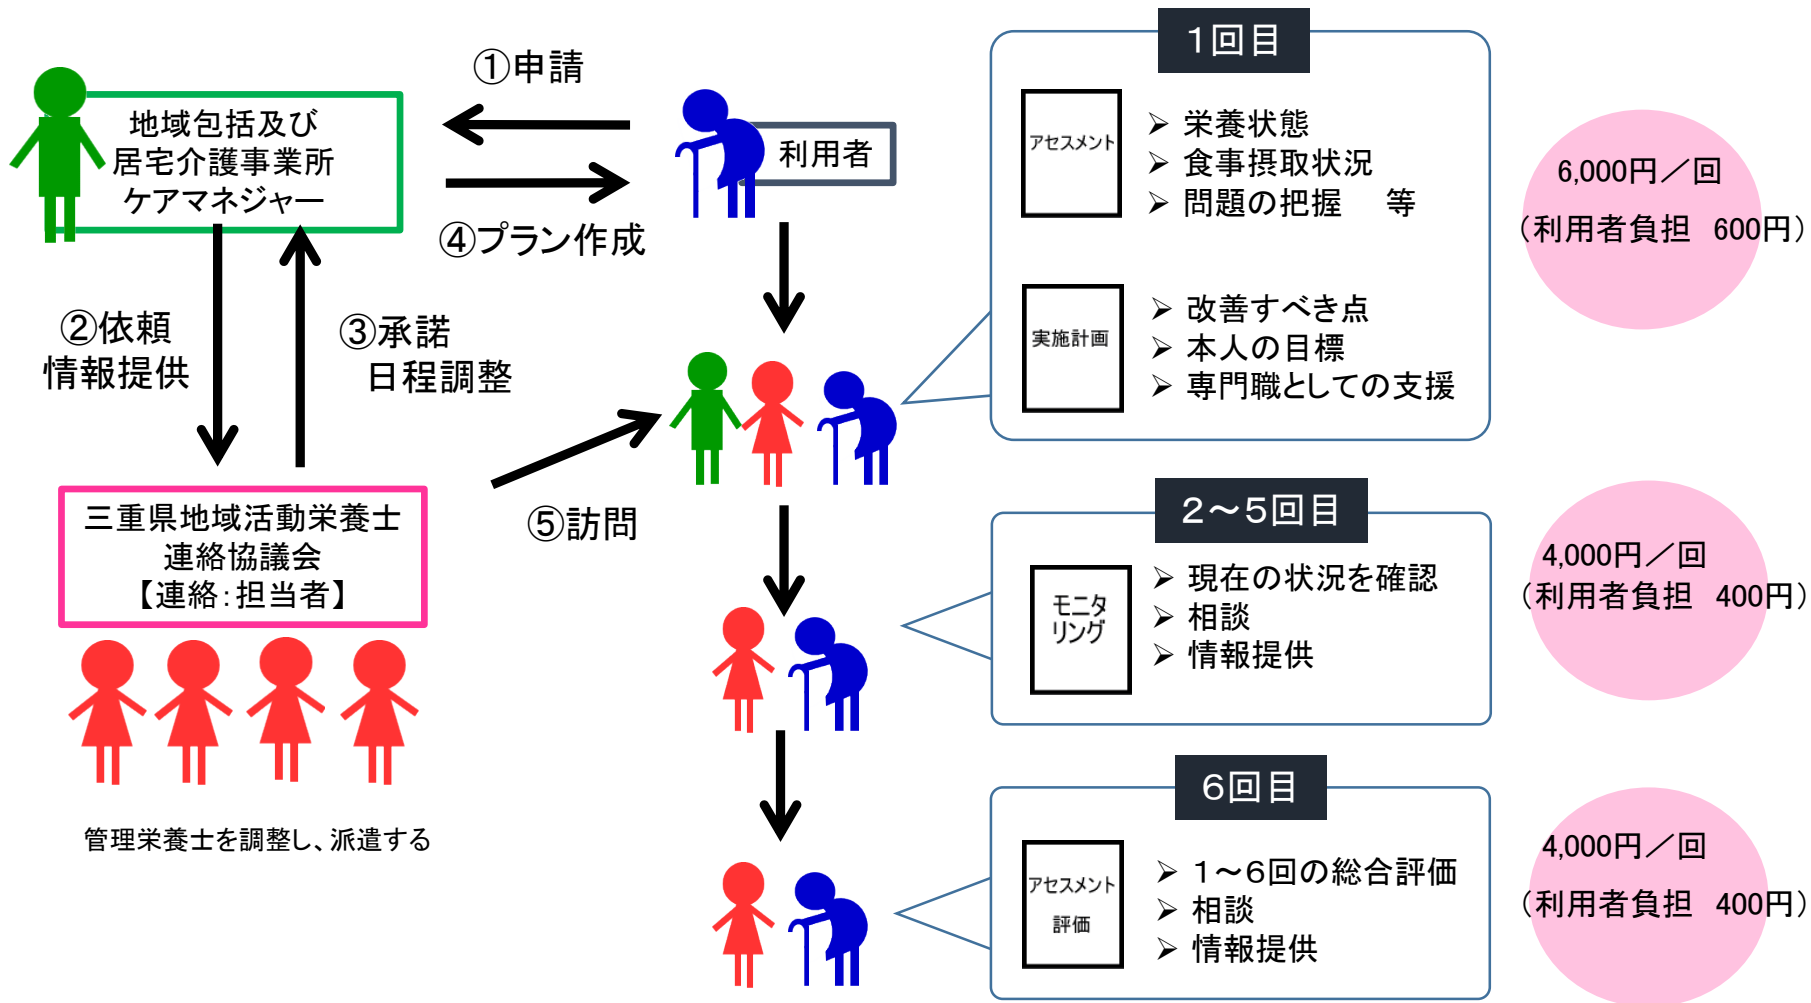 ①申請
地域包括及び
居宅介護事業所
ケアマネジャー
利用者
④プラン作成
②依頼
情報提供
③承諾
日程調整
三重県地域活動栄養士
連絡協議会
【連絡：担当者】
管理栄養士を調整し、派遣する
⑤訪問
１回目
アセスメント
➢ 栄養状態
➢ 食事摂取状況
➢ 問題の把握　等
実施計画
➢ 改善すべき点
➢ 本人の目標
➢ 専門職としての支援
6,000円／回
（利用者負担　600円）
２～５回目
モニタ
リング
➢ 現在の状況を確認
➢ 相談
➢ 情報提供
4,000円／回
（利用者負担　400円）
６回目
アセスメント
評価
➢ １～６回の総合評価
➢ 相談
➢ 情報提供
4,000円／回
（利用者負担　400円）